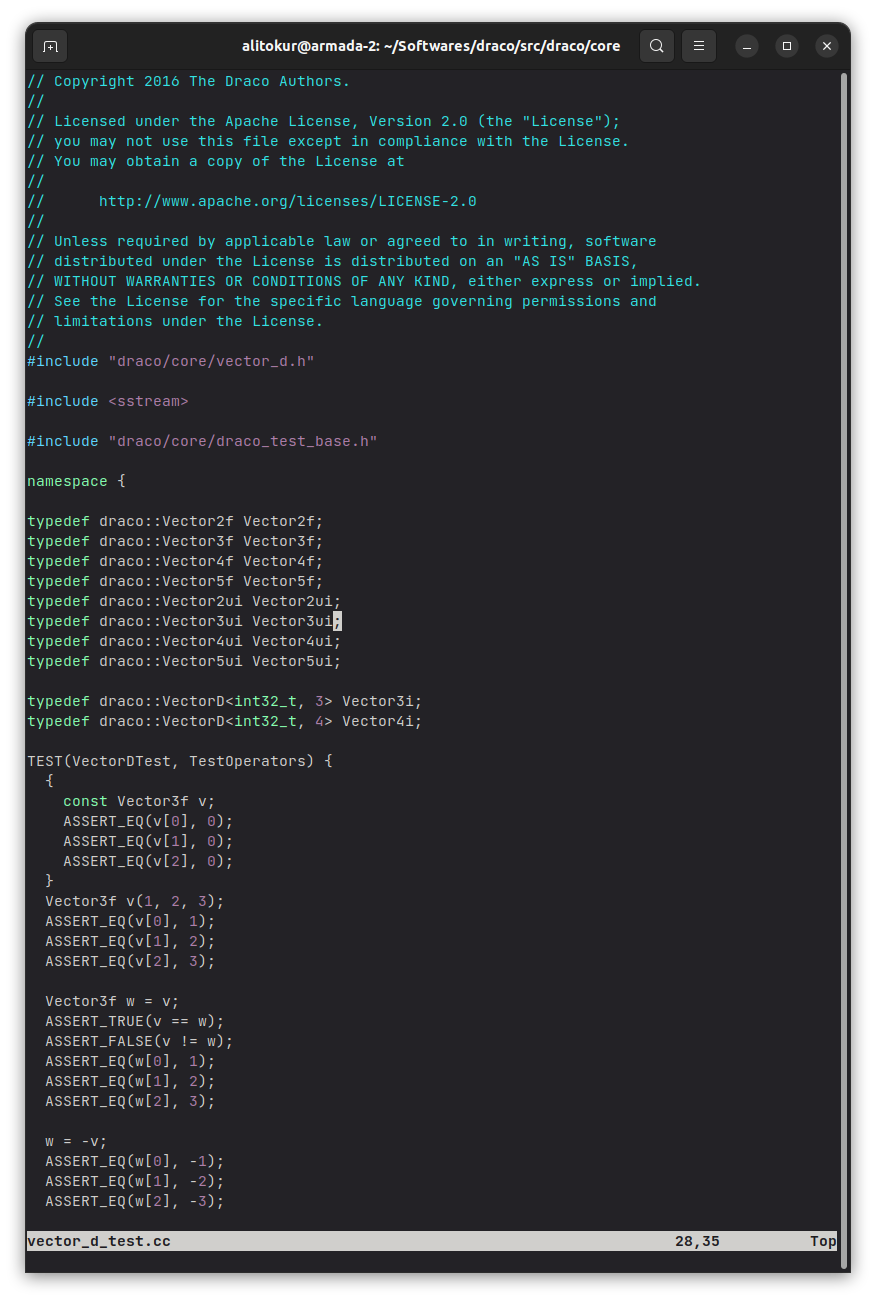 alitokur@armada-2: ~/Softwares/draco/src/draco/core
// Copyright 2016 The Draco Authors.
//
// Licensed under the Apache License, Version 2.0 (the "License");
// you may not use this file except in compliance with the License.
// You may obtain a copy of the License at
//
//      http://www.apache.org/licenses/LICENSE-2.0
//
// Unless required by applicable law or agreed to in writing, software
// distributed under the License is distributed on an "AS IS" BASIS,
// WITHOUT WARRANTIES OR CONDITIONS OF ANY KIND, either express or implied.
// See the License for the specific language governing permissions and
// limitations under the License.
//
#include "draco/core/vector_d.h"

#include <sstream>

#include "draco/core/draco_test_base.h"

namespace {

typedef draco::Vector2f Vector2f;
typedef draco::Vector3f Vector3f;
typedef draco::Vector4f Vector4f;
typedef draco::Vector5f Vector5f;
typedef draco::Vector2ui Vector2ui;
typedef draco::Vector3ui Vector3ui;
typedef draco::Vector4ui Vector4ui;
typedef draco::Vector5ui Vector5ui;

typedef draco::VectorD<int32_t, 3> Vector3i;
typedef draco::VectorD<int32_t, 4> Vector4i;

TEST(VectorDTest, TestOperators) {
  {
    const Vector3f v;
    ASSERT_EQ(v[0], 0);
    ASSERT_EQ(v[1], 0);
    ASSERT_EQ(v[2], 0);
  }
  Vector3f v(1, 2, 3);
  ASSERT_EQ(v[0], 1);
  ASSERT_EQ(v[1], 2);
  ASSERT_EQ(v[2], 3);

  Vector3f w = v;
  ASSERT_TRUE(v == w);
  ASSERT_FALSE(v != w);
  ASSERT_EQ(w[0], 1);
  ASSERT_EQ(w[1], 2);
  ASSERT_EQ(w[2], 3);

  w = -v;
  ASSERT_EQ(w[0], -1);
  ASSERT_EQ(w[1], -2);
  ASSERT_EQ(w[2], -3);

vector_d_test.cc 28,35 Top